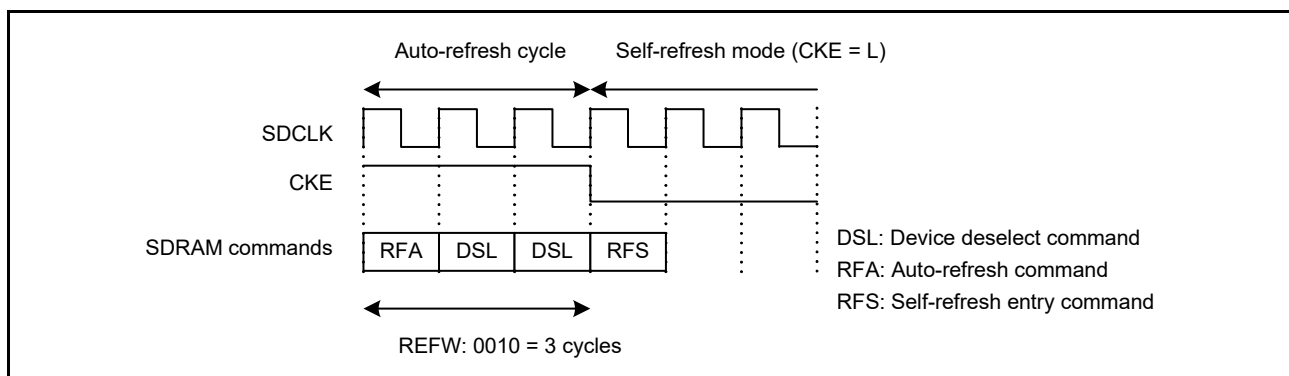 Auto-refresh cycle Self-refresh mode (CKE = L)
SDCLK
CKE
SDRAM commands RFA DSL DSL RFS
DSL: Device deselect command
RFA: Auto-refresh command
RFS: Self-refresh entry command
REFW: 0010 = 3 cycles